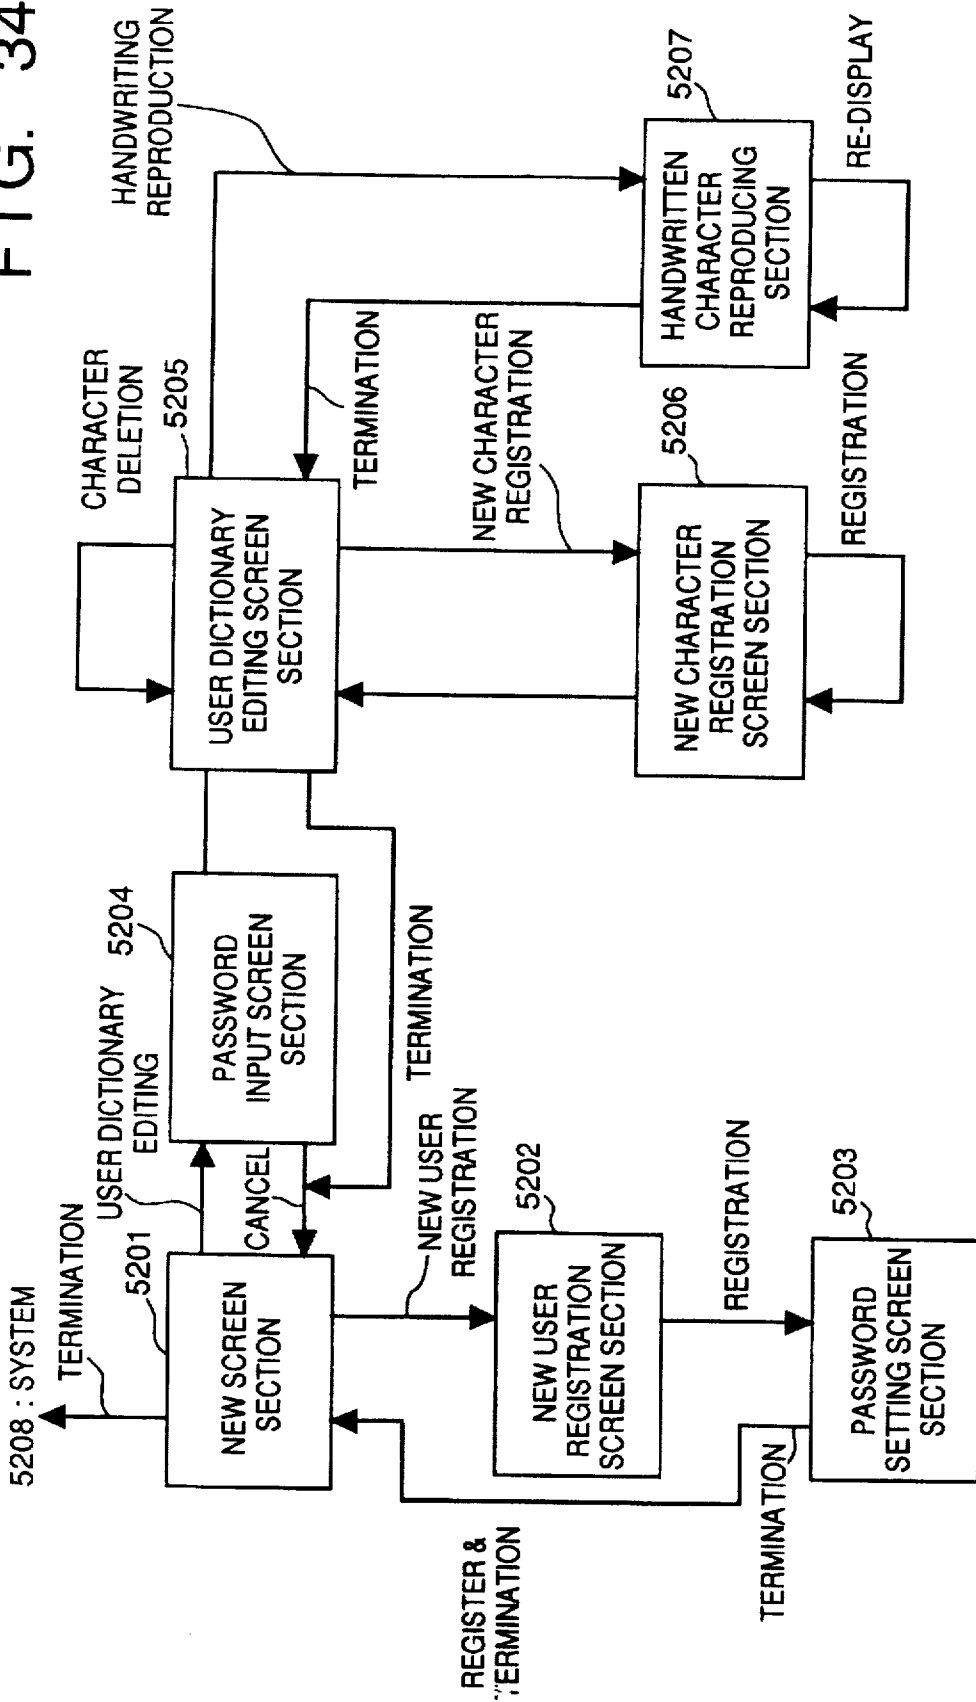 FIG. 34
5208 : SYSTEM
TERMINATION
5201
NEW SCREEN
SECTION
USER DICTIONARY
EDITING
CANCEL
5204
PASSWORD
INPUT SCREEN
SECTION
TERMINATION
CHARACTER
DELETION
5205
USER DICTIONARY
EDITING SCREEN
SECTION
HANDWRITING
REPRODUCTION
TERMINATION
NEW CHARACTER
REGISTRATION
NEW USER
REGISTRATION
5202
NEW USER
REGISTRATION
SCREEN SECTION
REGISTER &
TERMINATION
REGISTRATION
TERMINATION
5203
PASSWORD
SETTING SCREEN
SECTION
5206
NEW CHARACTER
REGISTRATION
SCREEN SECTION
REGISTRATION
5207
HANDWRITTEN
CHARACTER
REPRODUCING
SECTION
RE-DISPLAY